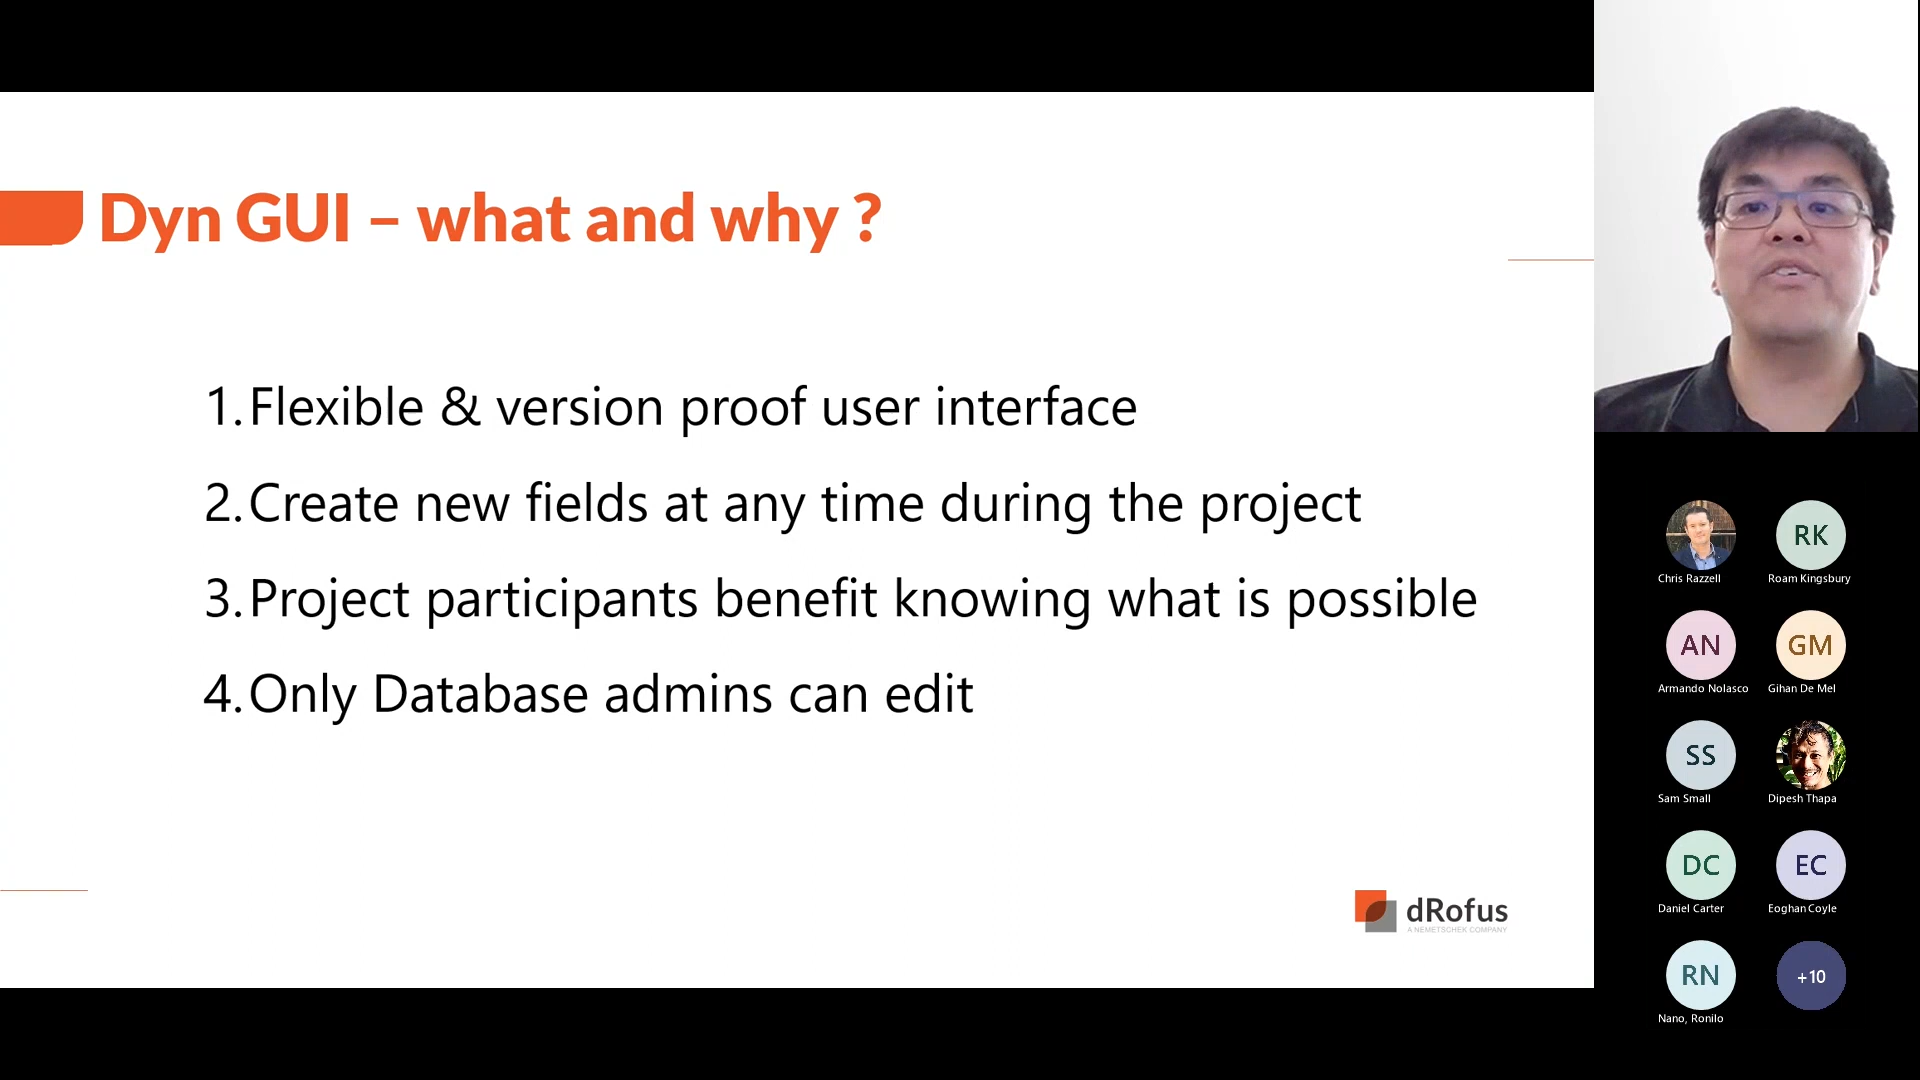 Dyn GUI – what and why ?
1. Flexible & version proof user interface
2. Create new fields at any time during the project
3. Project participants benefit knowing what is possible
4. Only Database admins can edit
dRofus
A NEMETSCHEK COMPANY
Chris Razzell
RK
Roam Kingsbury
AN
Armando Nolasco
GM
Gihan De Mel
SS
Sam Small
Dipesh Thapa
DC
Daniel Carter
EC
Eoghan Coyle
RN
Nano, Ronilo
+10